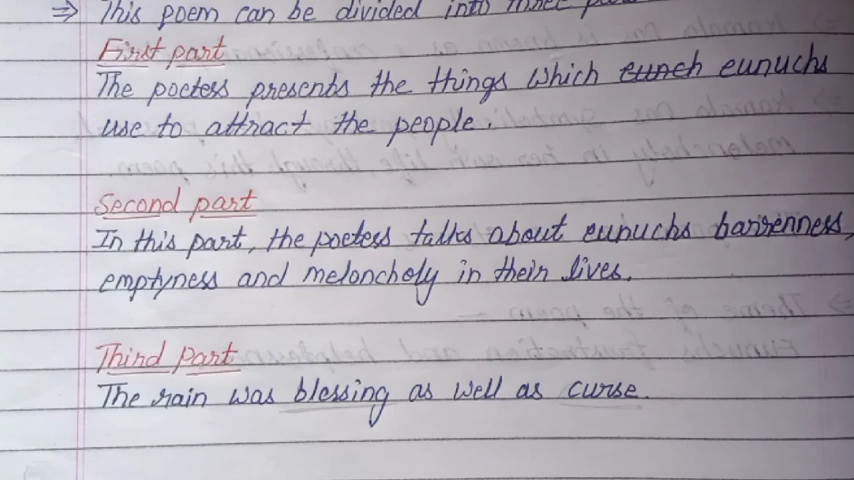 ⇒ This poem can be divided into three
First part
The poetess presents the things which eunch eunuchs
use to attract the people.
Second part
In this part, the poetess talks about eunuchs barrenness,
emptyness and meloncholy in their lives.
Third Part
The rain was blessing as well as curse.